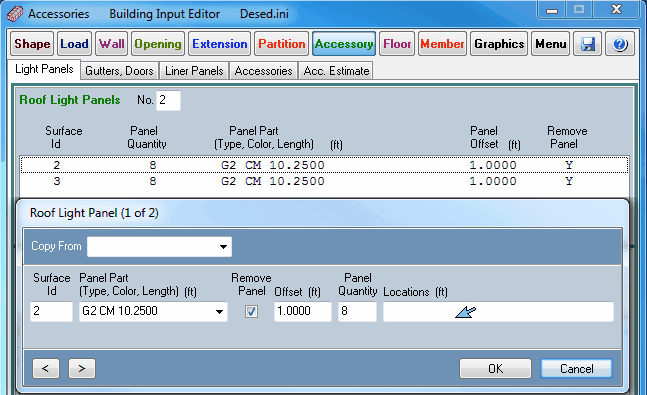 Accessories Building Input Editor Desed.ini
Shape Load Wall Opening Extension Partition Accessory Floor Member Graphics Menu
Light Panels Gutters, Doors Liner Panels Accessories Acc. Estimate
Roof Light Panels No. 2
Surface Panel Panel Part Panel Remove
Id Quantity (Type, Color, Length) (ft) Offset (ft) Panel
2 8 G2 CM 10.2500 1.0000 Y
3 8 G2 CM 10.2500 1.0000 Y
Roof Light Panel (1 of 2)
Copy From
Surface Panel Part Remove Panel
Id (Type, Color, Length) (ft) Panel Offset (ft) Quantity Locations (ft)
2 G2 CM 10.2500 1.0000 8
< > OK Cancel